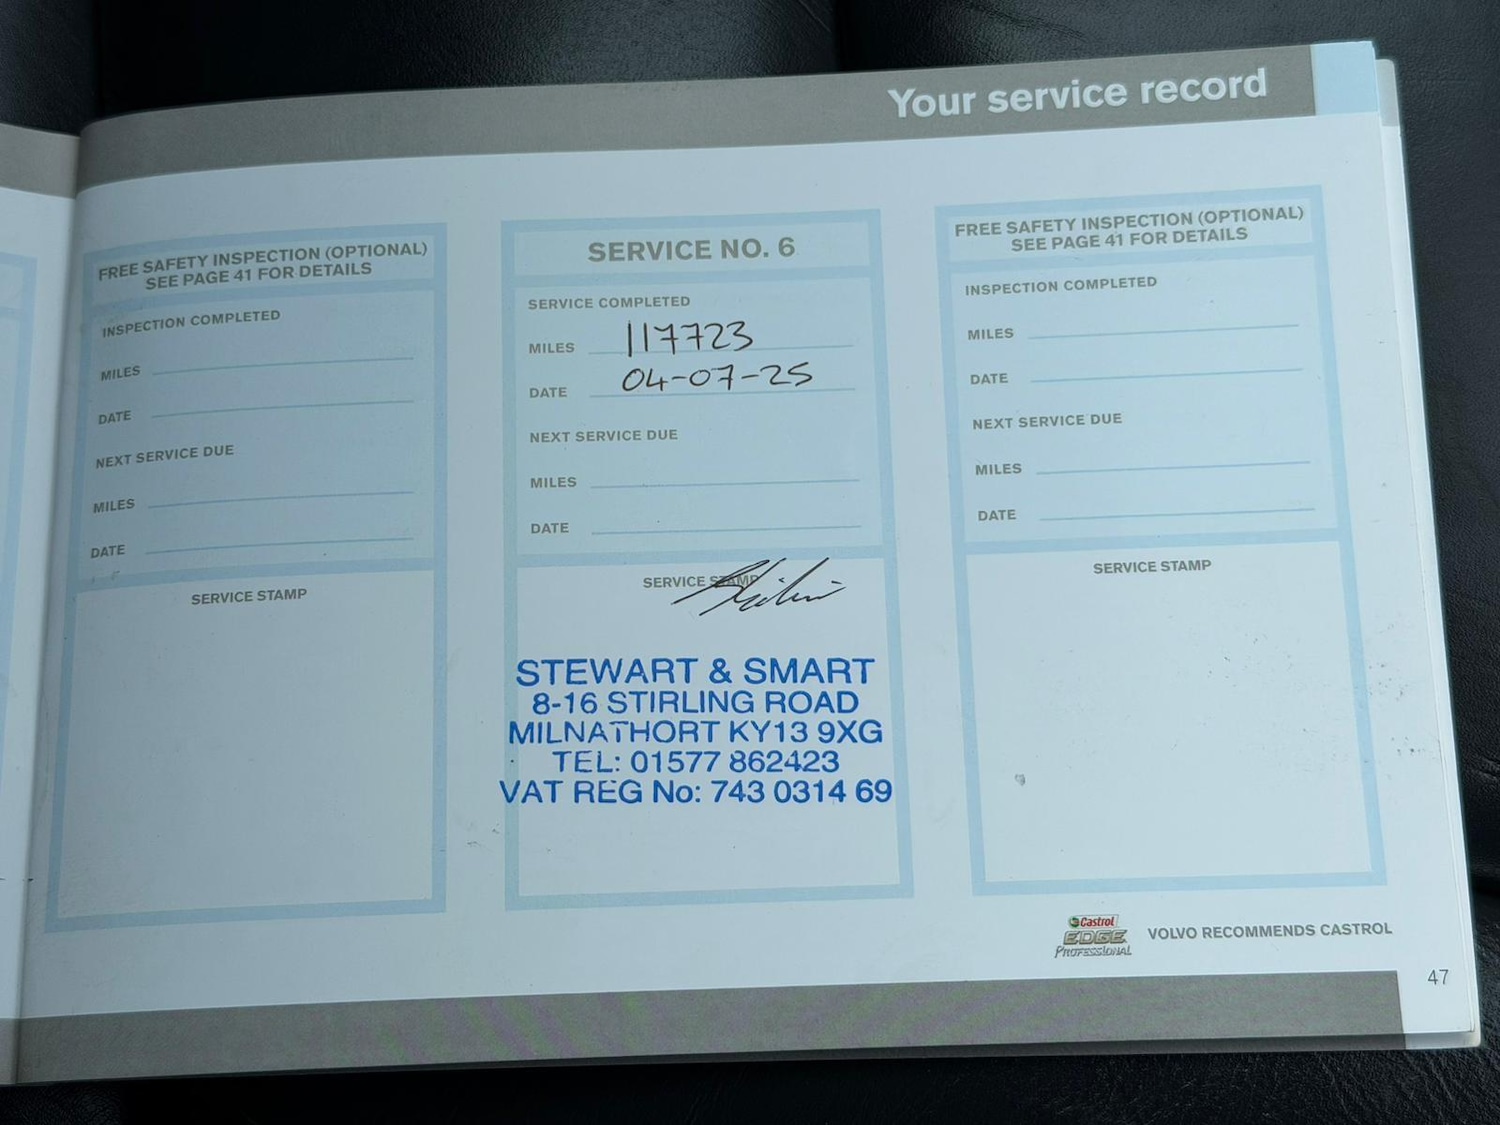 Your service record
FREE SAFETY INSPECTION (OPTIONAL)
SEE PAGE 41 FOR DETAILS
INSPECTION COMPLETED
MILES
DATE
NEXT SERVICE DUE
MILES
DATE
SERVICE STAMP
SERVICE NO. 6
SERVICE COMPLETED
MILES 117723
DATE 04-07-25
NEXT SERVICE DUE
MILES
DATE
SERVICE STAMP
STEWART & SMART
8-16 STIRLING ROAD
MILNATHORT KY13 9XG
TEL: 01577 862423
VAT REG No: 743 0314 69
FREE SAFETY INSPECTION (OPTIONAL)
SEE PAGE 41 FOR DETAILS
INSPECTION COMPLETED
MILES
DATE
NEXT SERVICE DUE
MILES
DATE
SERVICE STAMP
Castrol
EDGE
PROFESSIONAL
VOLVO RECOMMENDS CASTROL
47